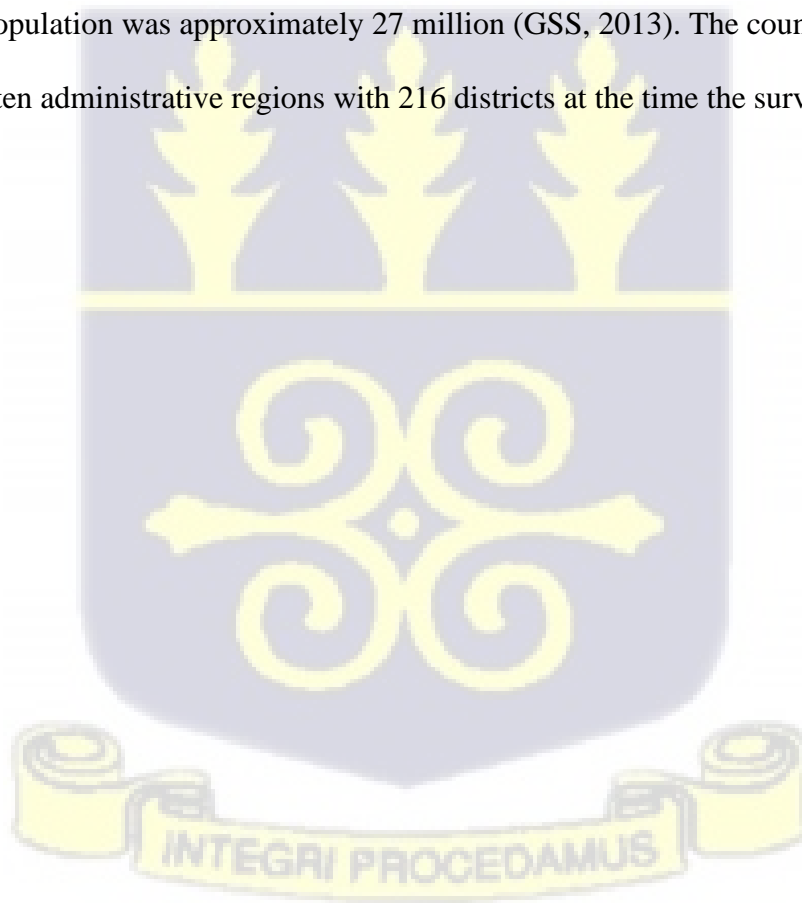 opulation was approximately 27 million (GSS, 2013). The coun
ten administrative regions with 216 districts at the time the surv
INTEGRI PROCEDAMUS